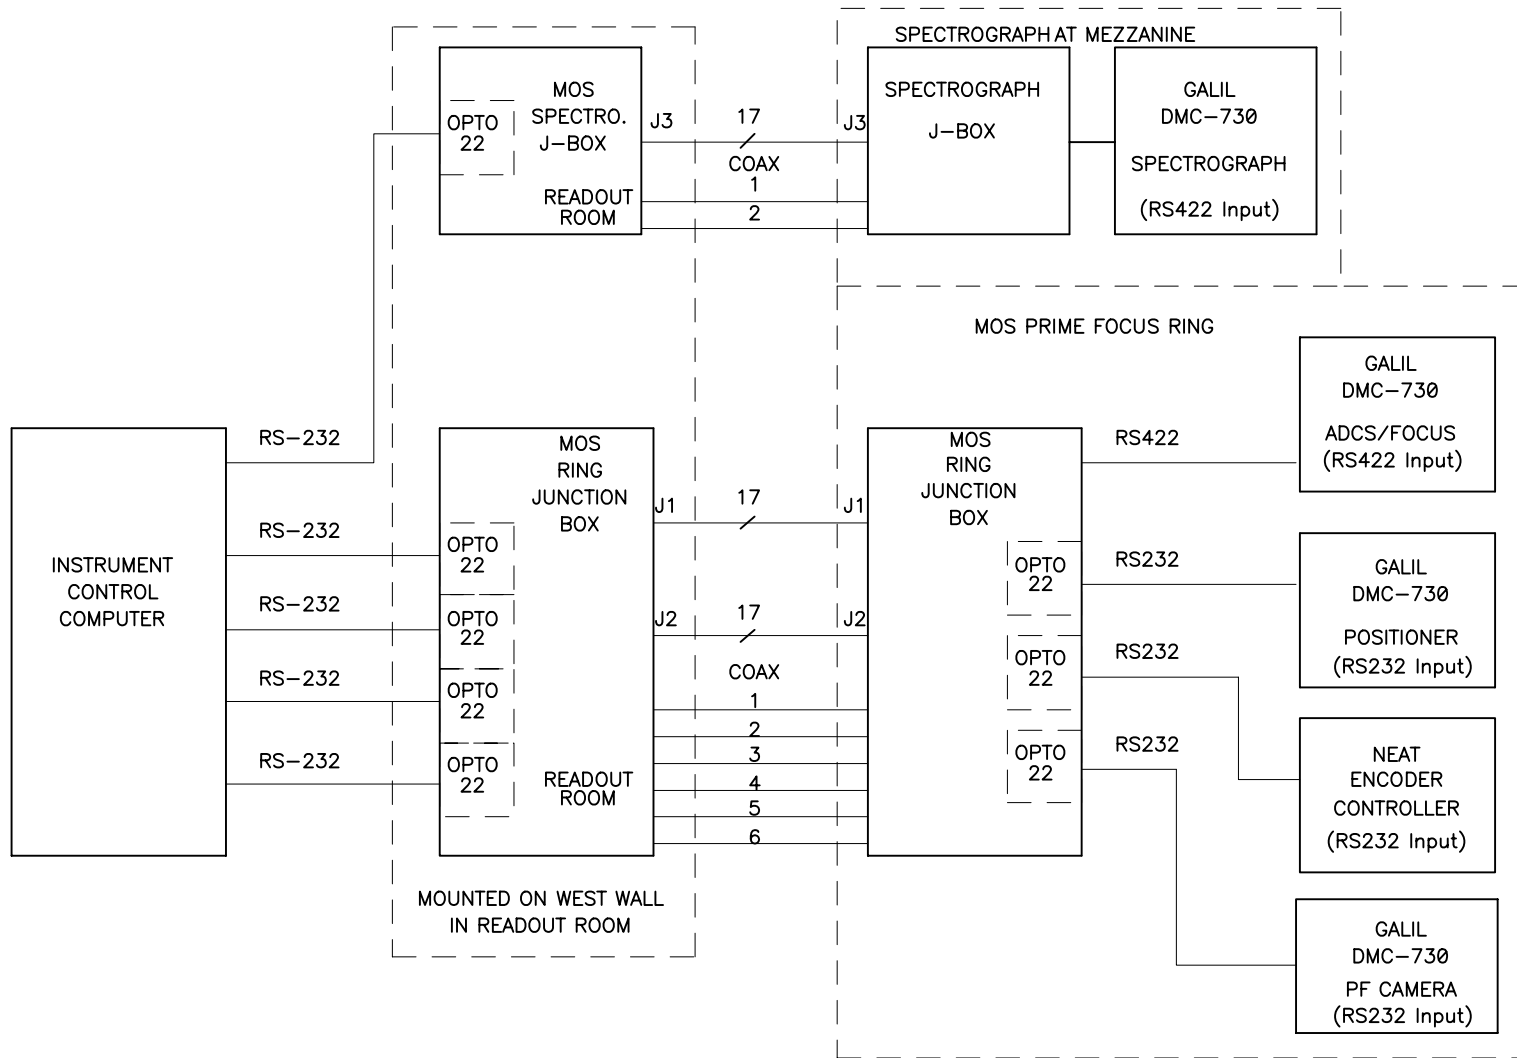 SPECTROGRAPH AT MEZZANINE
MOS
SPECTRO.
J-BOX
OPTO
22
READOUT
ROOM
J3
17
COAX
1
2
J3
SPECTROGRAPH
J-BOX
GALIL
DMC-730
SPECTROGRAPH
(RS422 Input)
MOS PRIME FOCUS RING
INSTRUMENT
CONTROL
COMPUTER
RS-232
RS-232
RS-232
RS-232
RS-232
MOS
RING
JUNCTION
BOX
OPTO
22
OPTO
22
OPTO
22
OPTO
22
READOUT
ROOM
MOUNTED ON WEST WALL
IN READOUT ROOM
J1
17
J1
J2
17
J2
COAX
1
2
3
4
5
6
MOS
RING
JUNCTION
BOX
OPTO
22
OPTO
22
OPTO
22
RS422
RS232
RS232
RS232
GALIL
DMC-730
ADCS/FOCUS
(RS422 Input)
GALIL
DMC-730
POSITIONER
(RS232 Input)
NEAT
ENCODER
CONTROLLER
(RS232 Input)
GALIL
DMC-730
PF CAMERA
(RS232 Input)